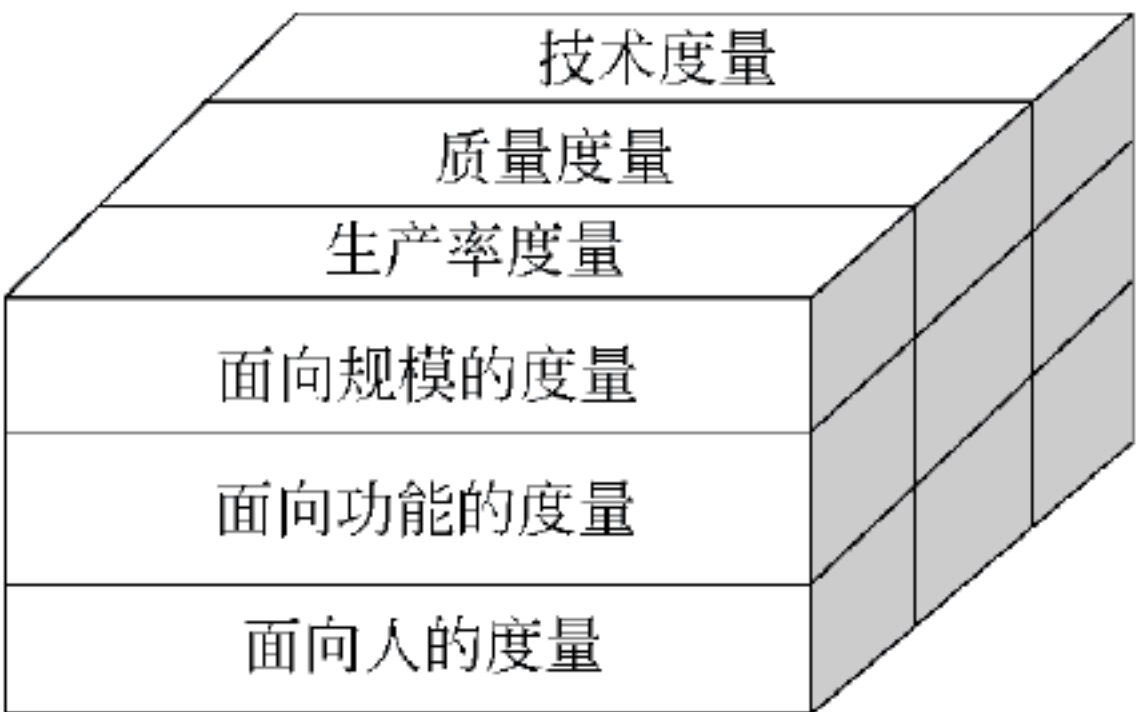 技术度量
质量度量
生产率度量
面向规模的度量
面向功能的度量
面向人的度量